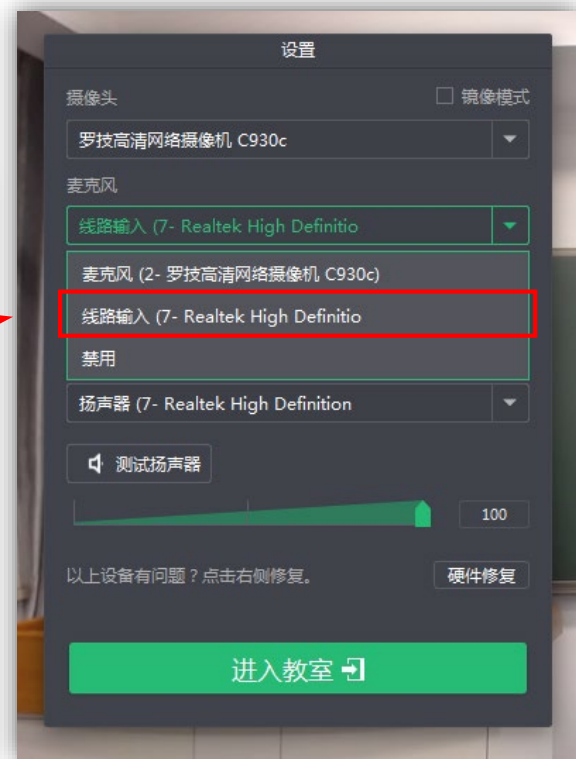 设置
摄像头
镜像模式
罗技高清网络摄像机 C930c
麦克风
线路输入 (7- Realtek High Definitio
麦克风 (2- 罗技高清网络摄像机 C930c)
线路输入 (7- Realtek High Definitio
禁用
扬声器 (7- Realtek High Definition
测试扬声器
100
以上设备有问题？点击右侧修复。
硬件修复
进入教室